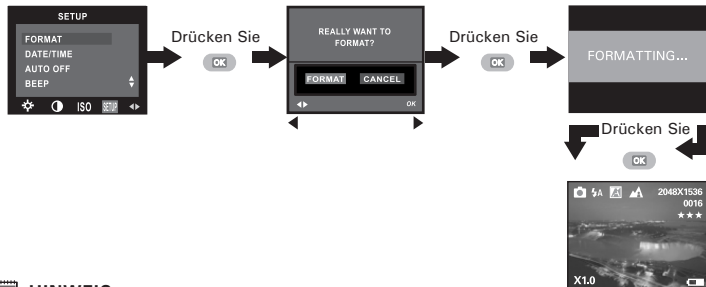 SETUP
FORMAT
DATE/TIME
AUTO OFF
BEEP
ISO SETUP
Drücken Sie
OK
REALLY WANT TO
FORMAT?
FORMAT CANCEL
OK
Drücken Sie
OK
FORMATTING...
Drücken Sie
OK
A A 2048X1536
0016
★★★
X1.0
HINWEIS